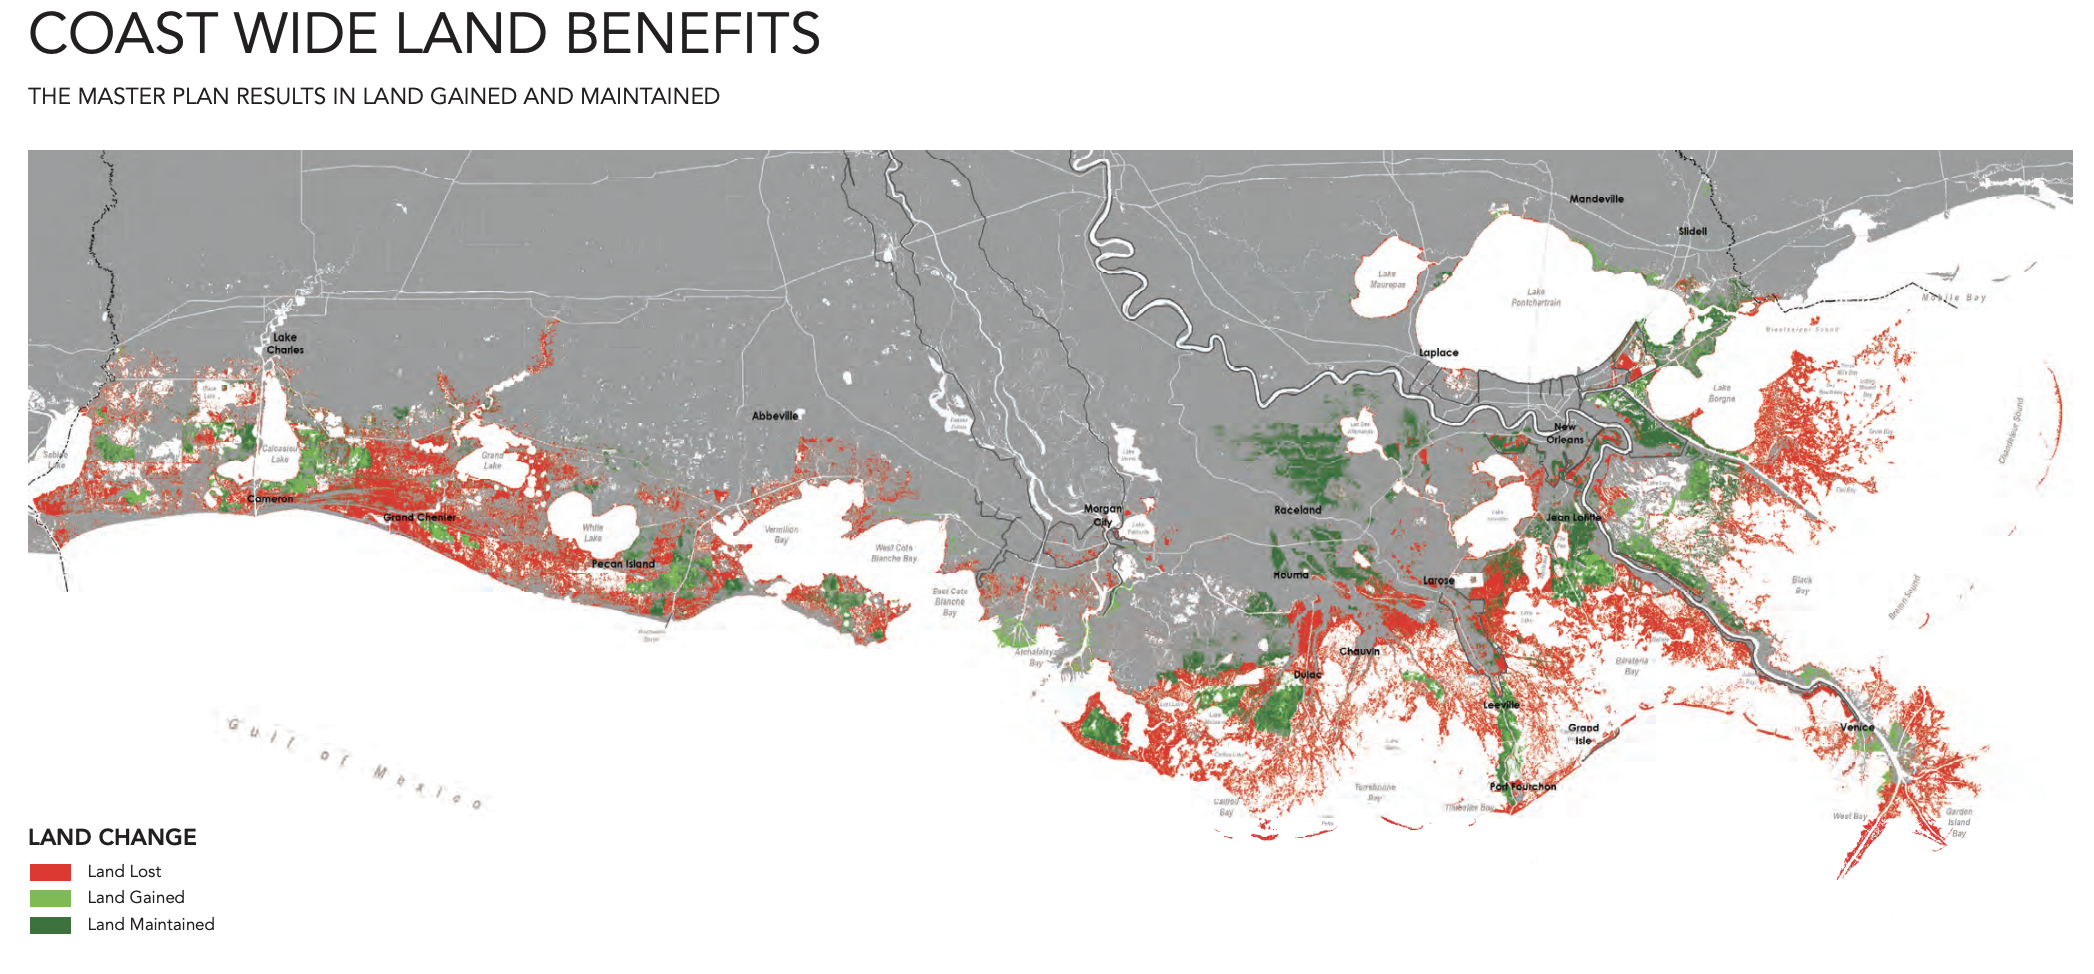 COAST WIDE LAND BENEFITS
THE MASTER PLAN RESULTS IN LAND GAINED AND MAINTAINED
Mandeville
Slidell
Lake
Maurepas
Lake
Pontchartrain
Mobile Bay
Mississippi Sound
Lake
Charles
Laplace
Lake
Borgne
Chandeleur Sound
Abbeville
New
Orleans
Sabine
Lake
Calcasieu
Lake
Grand
Lake
Cameron
Grand Chenier
White
Lake
Vermilion
Bay
West Cote
Blanche Bay
Morgan
City
Raceland
Jean Lafitte
Pecan Island
Houma
Larose
East Cote
Blanche
Bay
Black
Bay
Breton Sound
Atchafalaya
Bay
Chauvin
Barataria
Bay
Dulac
Leeville
Grand
Isle
Venice
Gulf of Mexico
Port Fourchon
Terrebonne
Bay
Caillou
Bay
Timbalier Bay
West Bay
Garden
Island
Bay
LAND CHANGE
Land Lost
Land Gained
Land Maintained